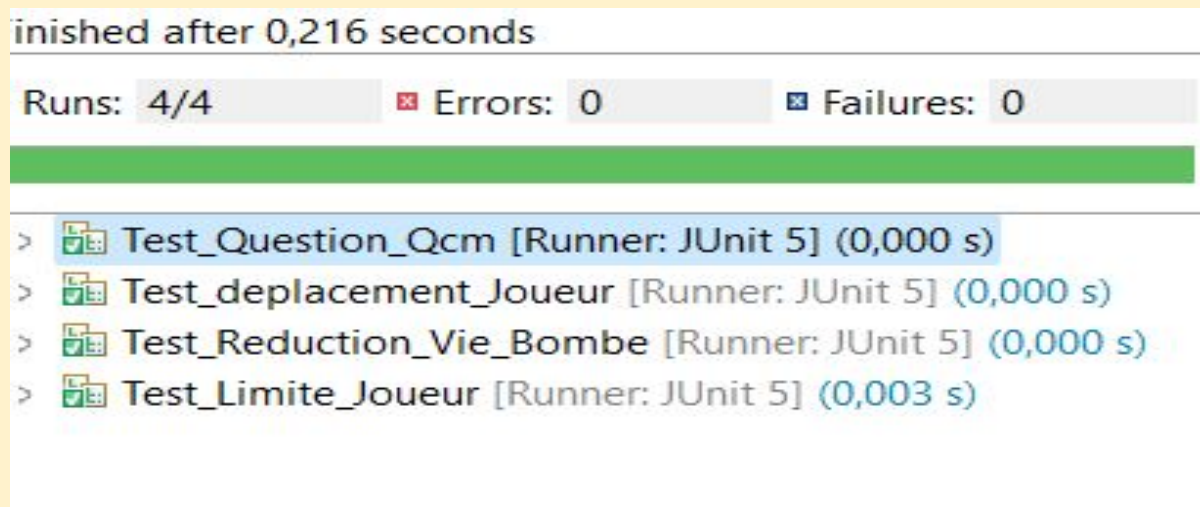 inished after 0,216 seconds
Runs: 4/4 Errors: 0 Failures: 0
Test_Question_Qcm [Runner: JUnit 5] (0,000 s)
Test_deplacement_Joueur [Runner: JUnit 5] (0,000 s)
Test_Reduction_Vie_Bombe [Runner: JUnit 5] (0,000 s)
Test_Limite_Joueur [Runner: JUnit 5] (0,003 s)